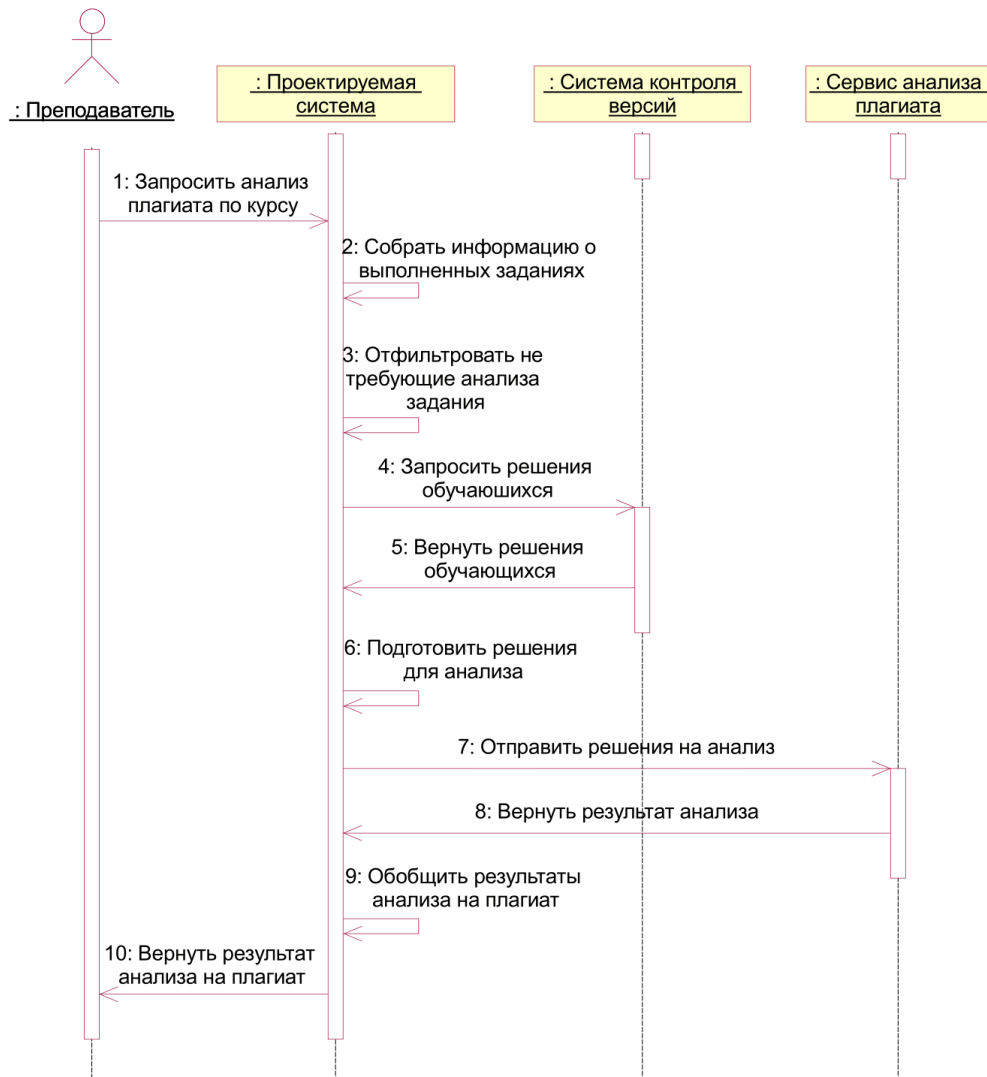 : Преподаватель
: Проектируемая
система
: Система контроля
версий
: Сервис анализа
плагиата
1: Запросить анализ
плагиата по курсу
2: Собрать информацию о
выполненных заданиях
3: Отфильтровать не
требующие анализа
задания
4: Запросить решения
обучаюшихся
5: Вернуть решения
обучающихся
6: Подготовить решения
для анализа
7: Отправить решения на анализ
8: Вернуть результат анализа
9: Обобщить результаты
анализа на плагиат
10: Вернуть результат
анализа на плагиат